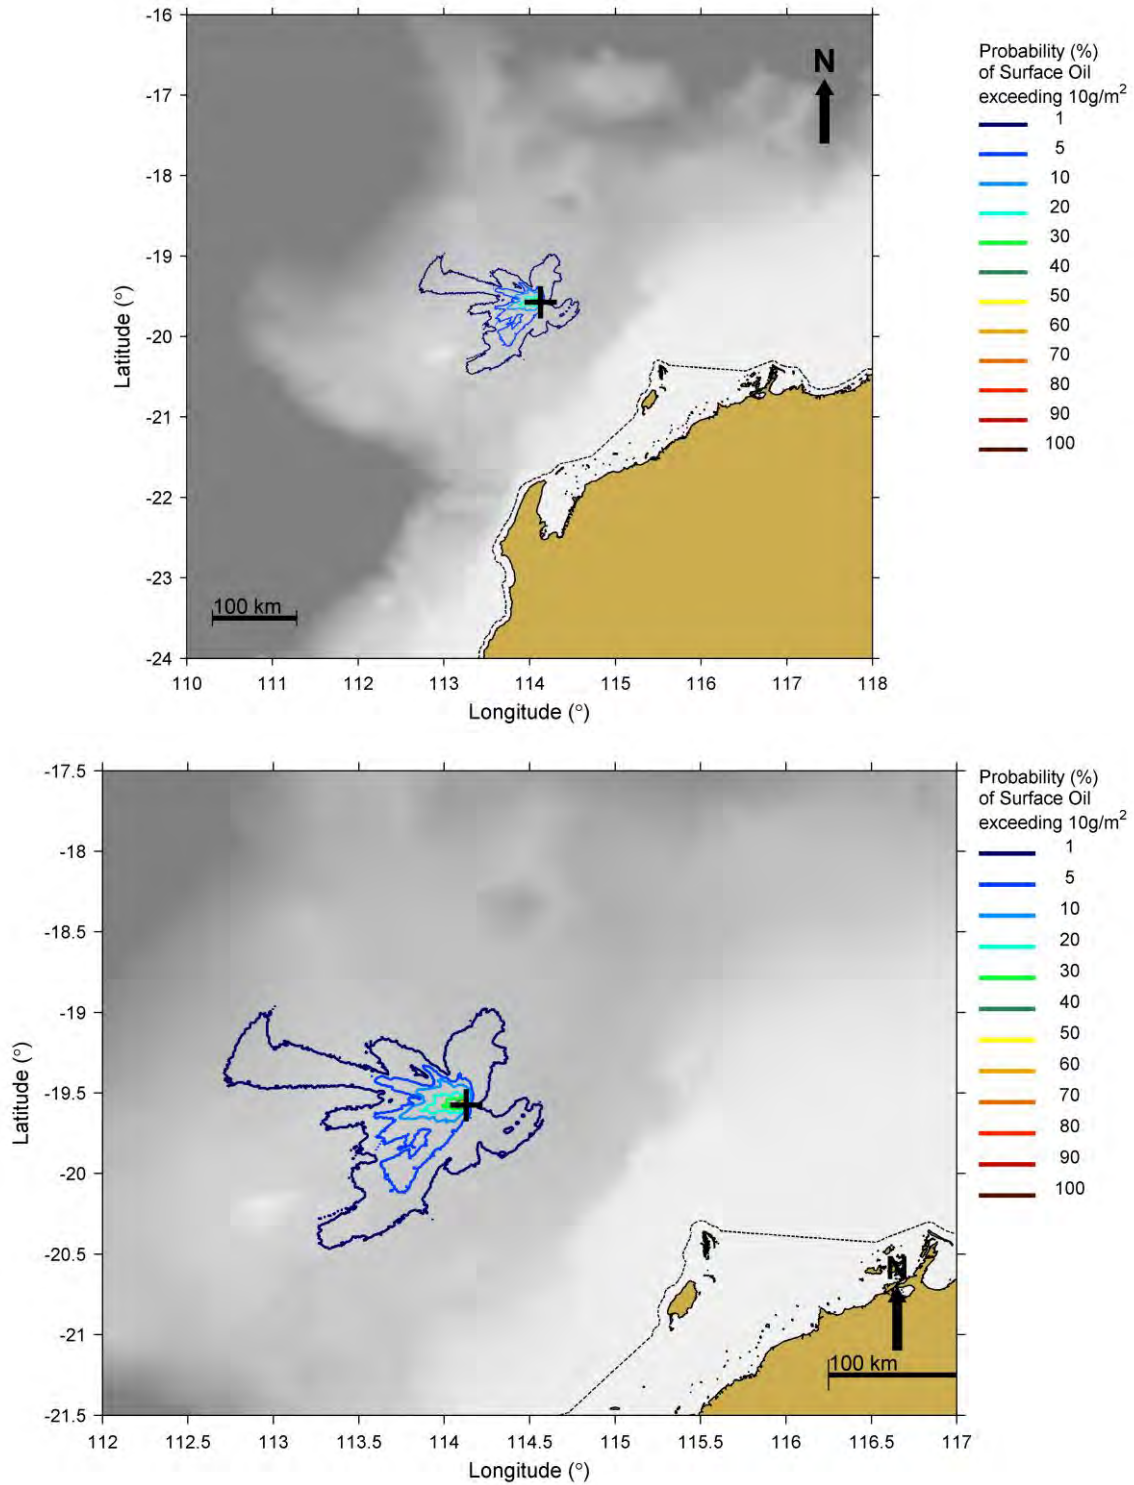 -16
-17
-18
-19
-20
-21
-22
-23
-24
Latitude (°)
N
100 km
110 111 112 113 114 115 116 117 118
Longitude (°)
Probability (%)
of Surface Oil
exceeding 10g/m²
1
5
10
20
30
40
50
60
70
80
90
100
-17.5
-18
-18.5
-19
-19.5
-20
-20.5
-21
-21.5
Latitude (°)
N
100 km
112 112.5 113 113.5 114 114.5 115 115.5 116 116.5 117
Longitude (°)
Probability (%)
of Surface Oil
exceeding 10g/m²
1
5
10
20
30
40
50
60
70
80
90
100